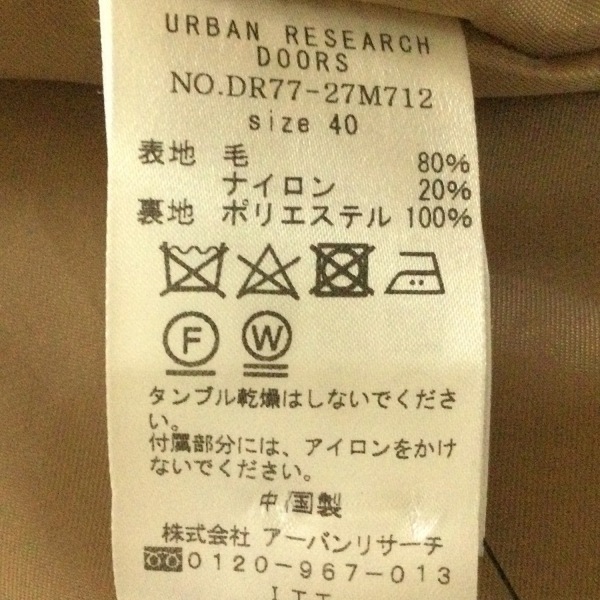 URBAN RESEARCH
DOORS
NO.DR77-27M712
size 40
表地 毛 80%
ナイロン 20%
裏地 ポリエステル 100%
F W
タンブル乾燥はしないでくださ
い。
付属部分には、アイロンをかけ
ないでください。
中国製
株式会社 アーバンリサーチ
0120-967-013
ITI